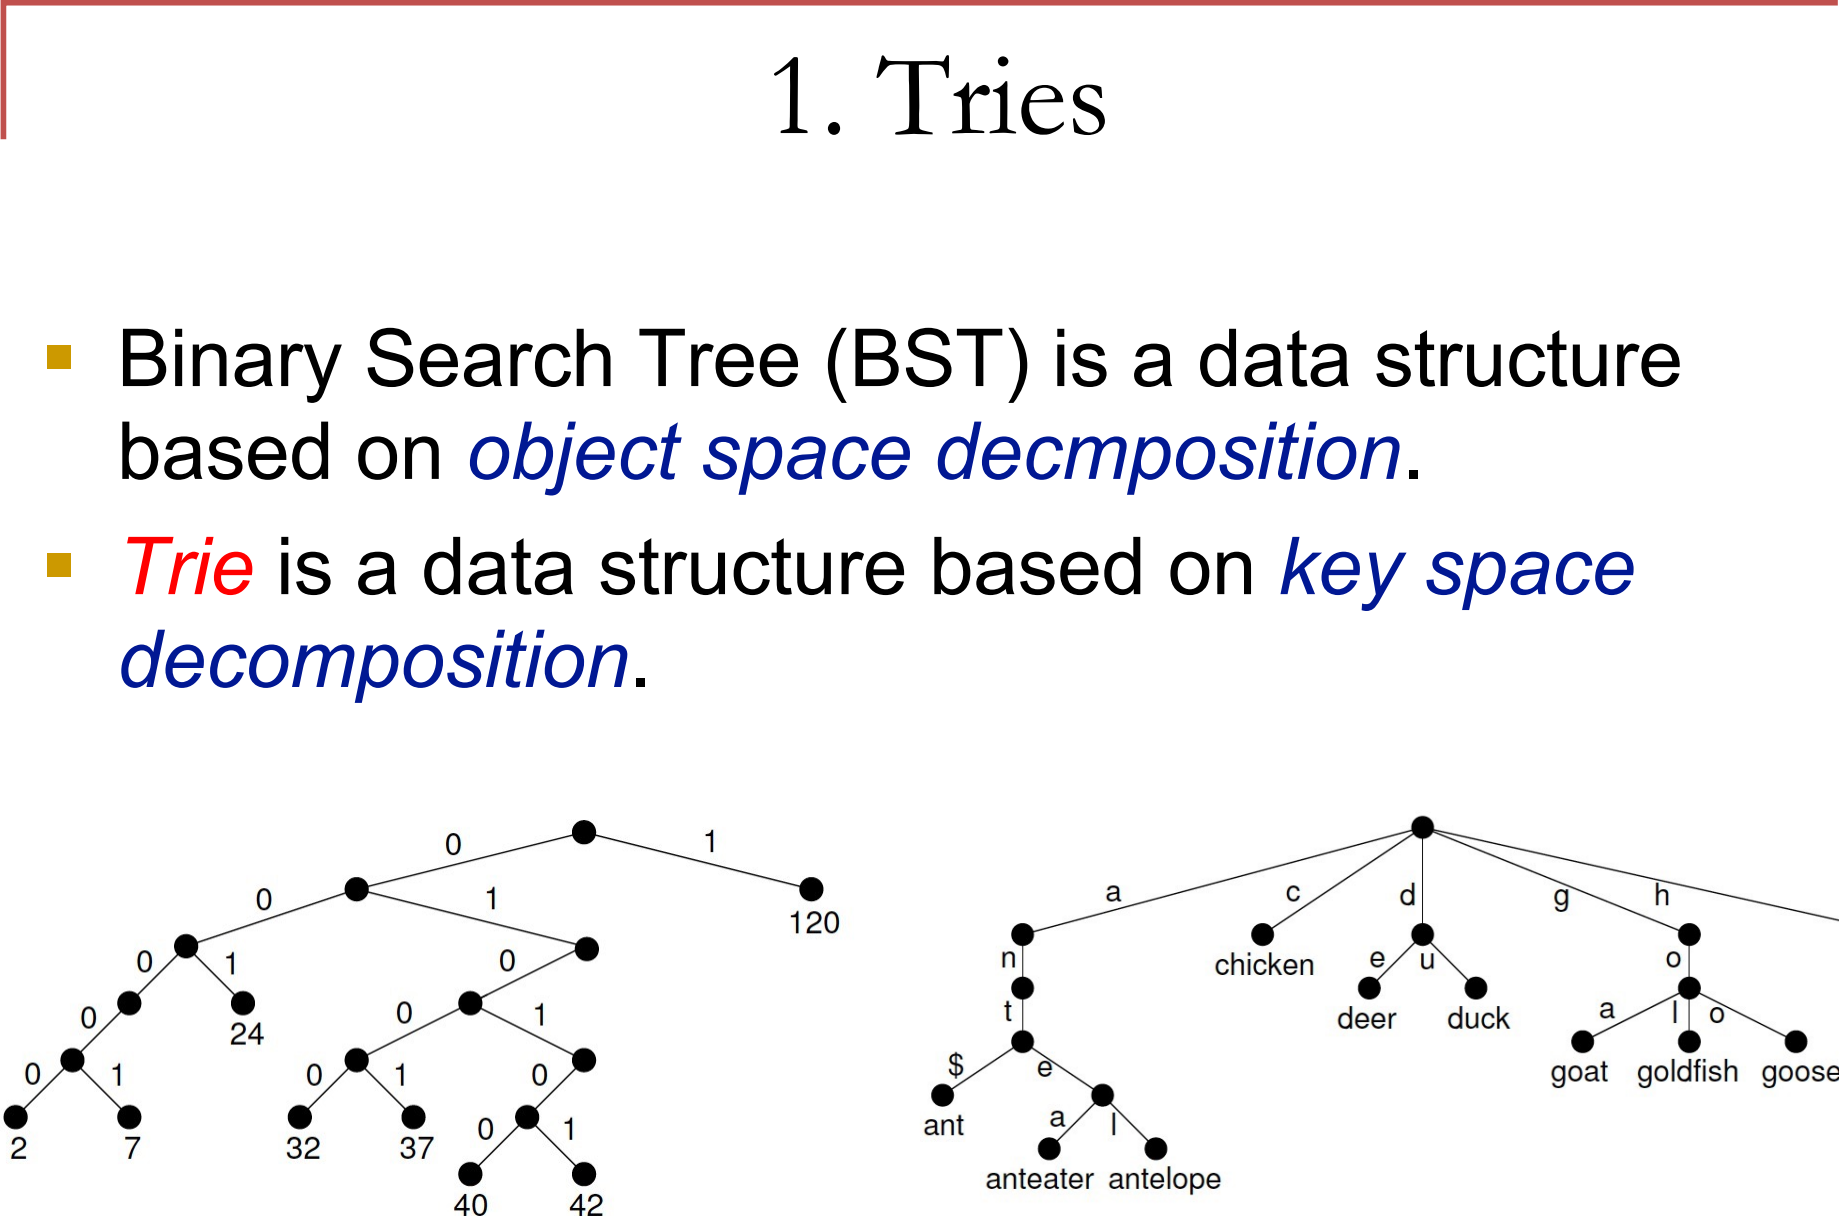 1. Tries
Binary Search Tree (BST) is a data structure
based on object space decmposition.
Trie is a data structure based on key space
decomposition.
0 1
0 1
0 1 0
120
0 24 0 1
0 1 0 1 0
2 7 32 37 0 1
40 42
a c d g h
n chicken e u o
t deer duck a l o
$ e goat goldfish goose
ant a l
anteater antelope